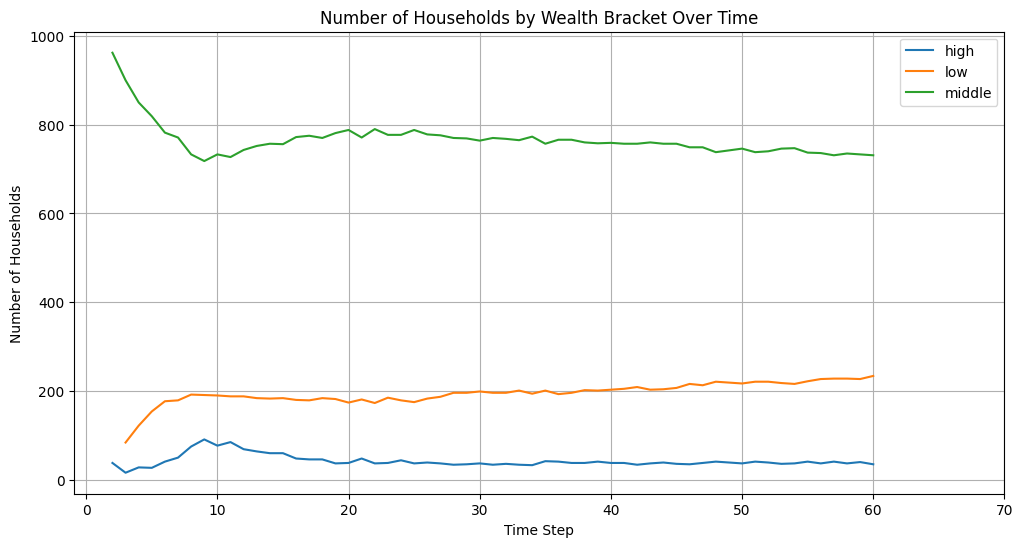 Number of Households by Wealth Bracket Over Time
Number of Households
1000
800
600
400
200
0
high
low
middle
0 10 20 30 40 50 60 70
Time Step